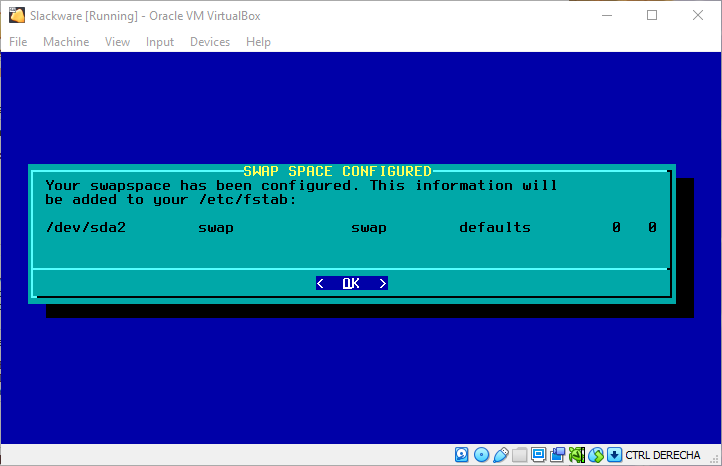 Slackware [Running] - Oracle VM VirtualBox
File Machine View Input Devices Help
SWAP SPACE CONFIGURED
Your swapspace has been configured. This information will
be added to your /etc/fstab:
/dev/sda2 swap swap defaults 0 0
< OK >
CTRL DERECHA